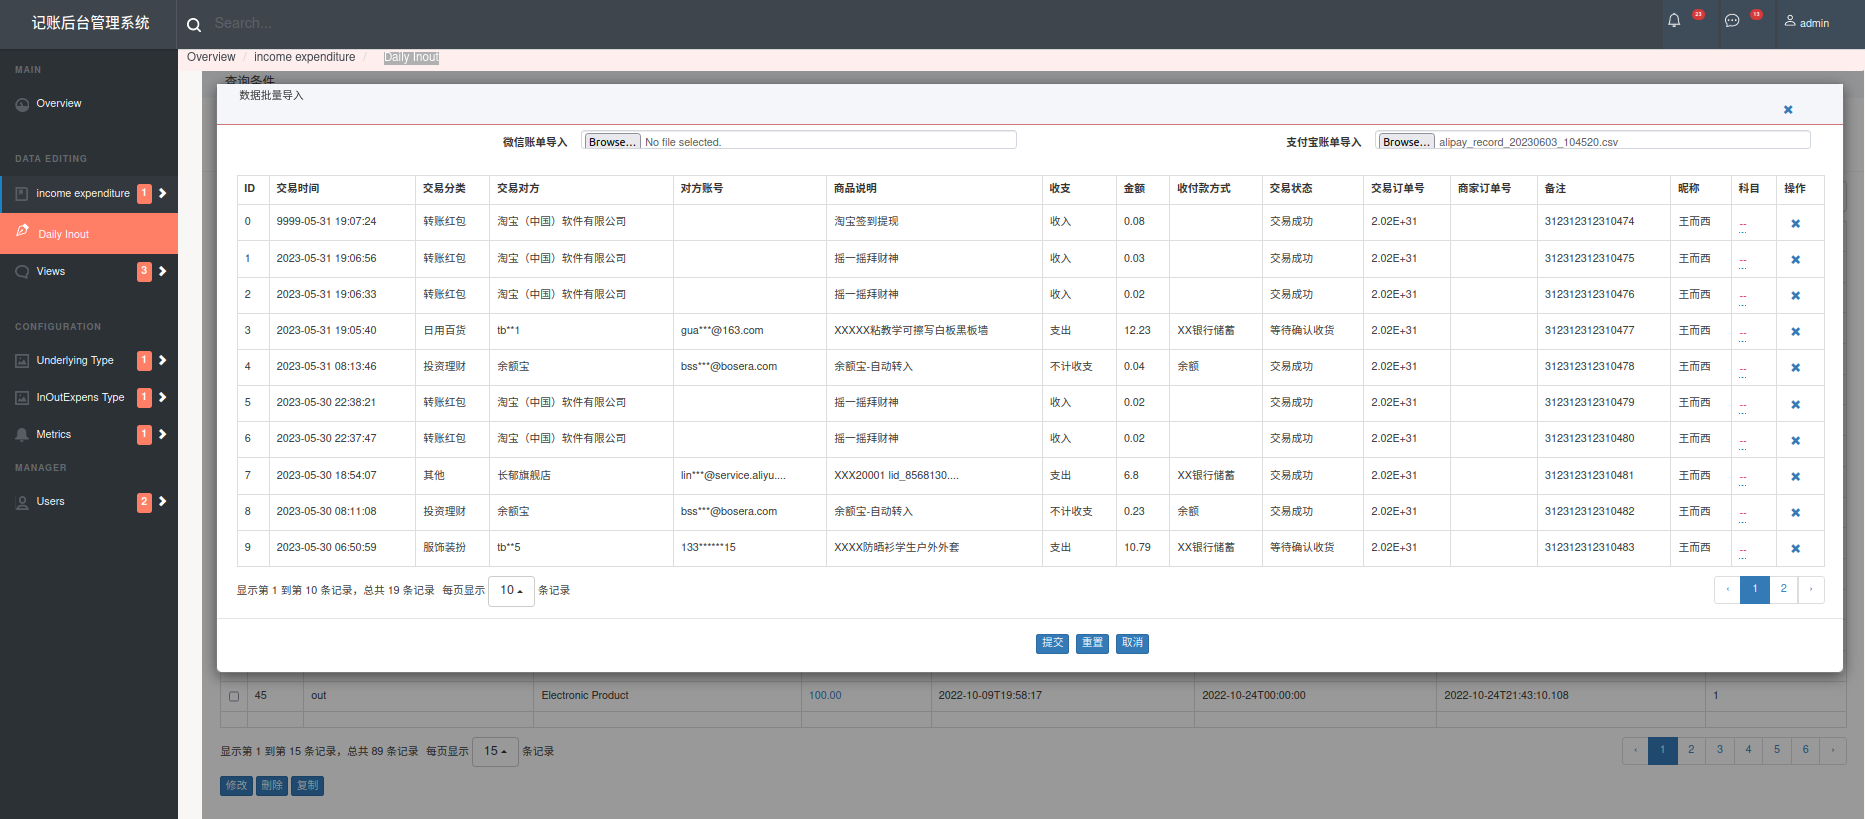 记账后台管理系统
Search...
23
13
admin
MAIN
Overview
DATA EDITING
income expenditure 1
Daily Inout
Views 3
CONFIGURATION
Underlying Type 1
InOutExpens Type 1
Metrics 1
MANAGER
Users 2
Overview / income expenditure / Daily Inout
查询条件
数据批量导入
微信账单导入 Browse... No file selected. 支付宝账单导入 Browse... alipay_record_20230603_104520.csv
ID 交易时间 交易分类 交易对方 对方账号 商品说明 收支 金额 收付款方式 交易状态 交易订单号 商家订单号 备注 昵称 科目 操作
0 9999-05-31 19:07:24 转账红包 淘宝（中国）软件有限公司 淘宝签到提现 收入 0.08 交易成功 2.02E+31 312312312310474 王而西 --
1 2023-05-31 19:06:56 转账红包 淘宝（中国）软件有限公司 摇一摇拜财神 收入 0.03 交易成功 2.02E+31 312312312310475 王而西 --
2 2023-05-31 19:06:33 转账红包 淘宝（中国）软件有限公司 摇一摇拜财神 收入 0.02 交易成功 2.02E+31 312312312310476 王而西 --
3 2023-05-31 19:05:40 日用百货 tb**1 gua***@163.com XXXXX粘教学可擦写白板黑板墙 支出 12.23 XX银行储蓄 等待确认收货 2.02E+31 312312312310477 王而西 --
4 2023-05-31 08:13:46 投资理财 余额宝 bss***@bosera.com 余额宝-自动转入 不计收支 0.04 余额 交易成功 2.02E+31 312312312310478 王而西 --
5 2023-05-30 22:38:21 转账红包 淘宝（中国）软件有限公司 摇一摇拜财神 收入 0.02 交易成功 2.02E+31 312312312310479 王而西 --
6 2023-05-30 22:37:47 转账红包 淘宝（中国）软件有限公司 摇一摇拜财神 收入 0.02 交易成功 2.02E+31 312312312310480 王而西 --
7 2023-05-30 18:54:07 其他 长郁旗舰店 lin***@service.aliyu.... XXX20001 lid_8568130.... 支出 6.8 XX银行储蓄 交易成功 2.02E+31 312312312310481 王而西 --
8 2023-05-30 08:11:08 投资理财 余额宝 bss***@bosera.com 余额宝-自动转入 不计收支 0.23 余额 交易成功 2.02E+31 312312312310482 王而西 --
9 2023-05-30 06:50:59 服饰装扮 tb**5 133******15 XXXX防晒衫学生户外外套 支出 10.79 XX银行储蓄 等待确认收货 2.02E+31 312312312310483 王而西 --
显示第 1 到第 10 条记录，总共 19 条记录 每页显示 10 条记录 ‹ 1 2 ›
提交 重置 取消
45 out Electronic Product 100.00 2022-10-09T19:58:17 2022-10-24T00:00:00 2022-10-24T21:43:10.108 1
显示第 1 到第 15 条记录，总共 89 条记录 每页显示 15 条记录 ‹ 1 2 3 4 5 6 ›
修改 刪除 复制